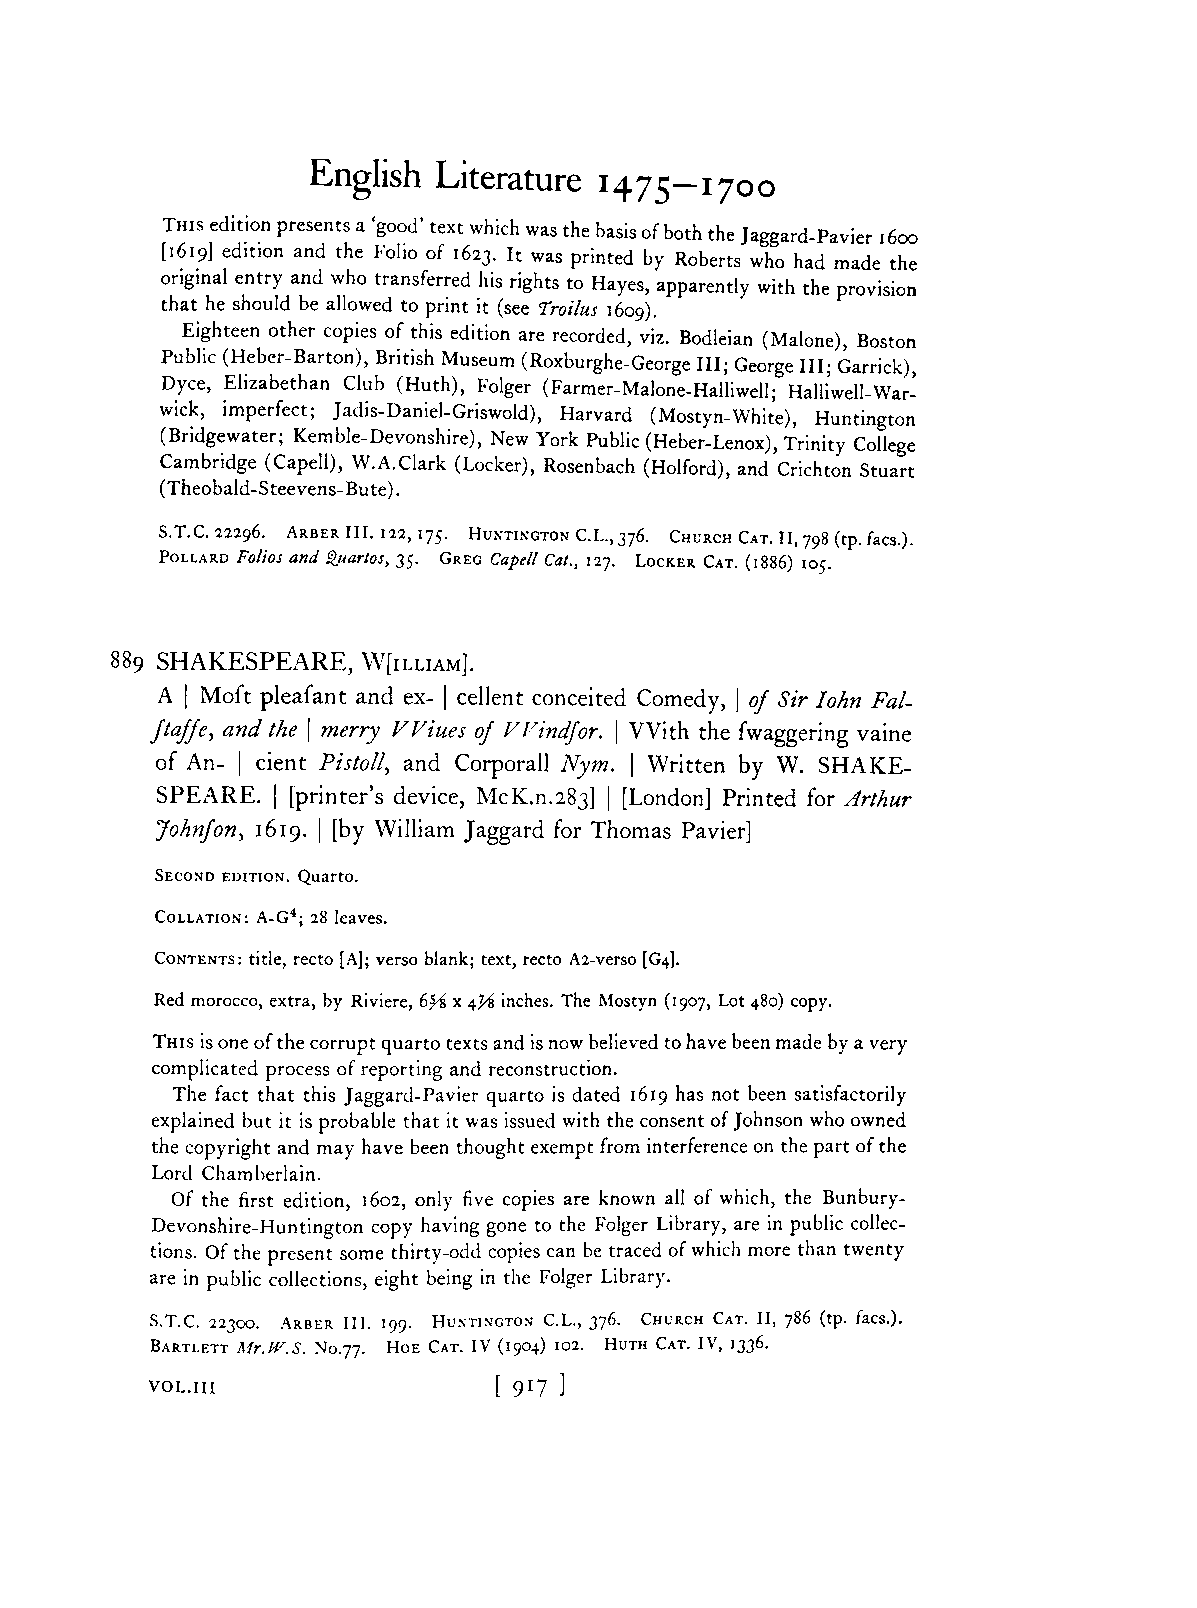 English Literature 1475–1700
THIS edition presents a 'good' text which was the basis of both the Jaggard-Pavier 1600
[1619] edition and the Folio of 1623. It was printed by Roberts who had made the
original entry and who transferred his rights to Hayes, apparently with the provision
that he should be allowed to print it (see Troilus 1609).
Eighteen other copies of this edition are recorded, viz. Bodleian (Malone), Boston
Public (Heber-Barton), British Museum (Roxburghe-George III; George III; Garrick),
Dyce, Elizabethan Club (Huth), Folger (Farmer-Malone-Halliwell; Halliwell-War-
wick, imperfect; Jadis-Daniel-Griswold), Harvard (Mostyn-White), Huntington
(Bridgewater; Kemble-Devonshire), New York Public (Heber-Lenox), Trinity College
Cambridge (Capell), W.A.Clark (Locker), Rosenbach (Holford), and Crichton Stuart
(Theobald-Steevens-Bute).
S.T.C. 22296. ARBER III. 122, 175. HUNTINGTON C.L., 376. CHURCH CAT. II, 798 (tp. facs.).
POLLARD Folios and Quartos, 35. GREG Capell Cat., 127. LOCKER CAT. (1886) 105.
889 SHAKESPEARE, W[ILLIAM].
A | Moſt pleaſant and ex- | cellent conceited Comedy, | of Sir Iohn Fal-
ſtaffe, and the | merry VViues of VVindſor. | VVith the ſwaggering vaine
of An- | cient Pistoll, and Corporall Nym. | Written by W. SHAKE-
SPEARE. | [printer's device, McK.n.283] | [London] Printed for Arthur
Johnſon, 1619. | [by William Jaggard for Thomas Pavier]
SECOND EDITION. Quarto.
COLLATION: A-G⁴; 28 leaves.
CONTENTS: title, recto [A]; verso blank; text, recto A2-verso [G4].
Red morocco, extra, by Riviere, 6⅝ x 4⅞ inches. The Mostyn (1907, Lot 480) copy.
THIS is one of the corrupt quarto texts and is now believed to have been made by a very
complicated process of reporting and reconstruction.
The fact that this Jaggard-Pavier quarto is dated 1619 has not been satisfactorily
explained but it is probable that it was issued with the consent of Johnson who owned
the copyright and may have been thought exempt from interference on the part of the
Lord Chamberlain.
Of the first edition, 1602, only five copies are known all of which, the Bunbury-
Devonshire-Huntington copy having gone to the Folger Library, are in public collec-
tions. Of the present some thirty-odd copies can be traced of which more than twenty
are in public collections, eight being in the Folger Library.
S.T.C. 22300. ARBER III. 199. HUNTINGTON C.L., 376. CHURCH CAT. II, 786 (tp. facs.).
BARTLETT Mr.W.S. No.77. HOE CAT. IV (1904) 102. HUTH CAT. IV, 1336.
VOL.III [ 917 ]